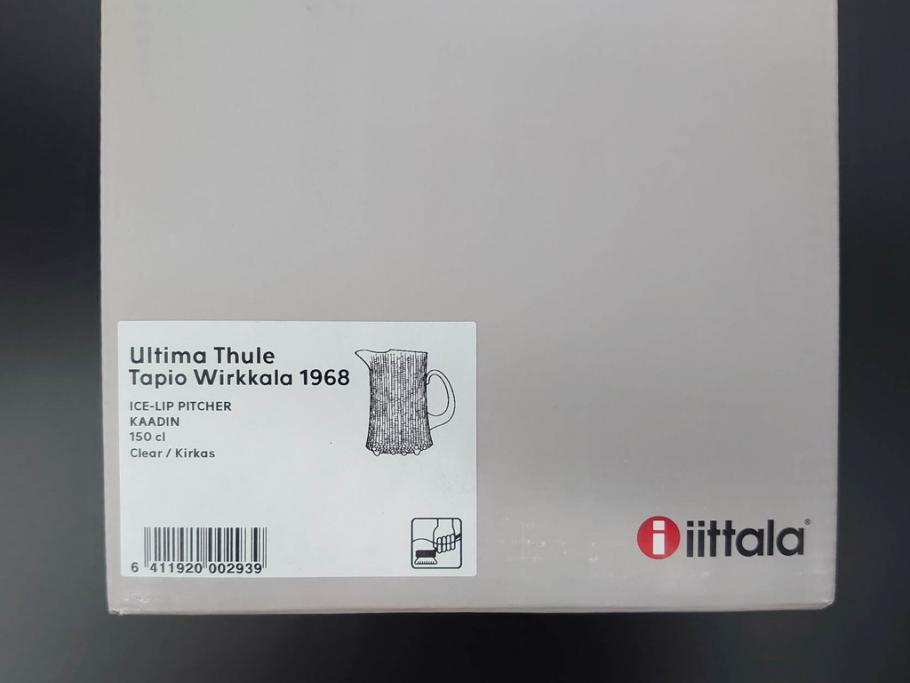 Ultima Thule
Tapio Wirkkala 1968
ICE-LIP PITCHER
KAADIN
150 cl
Clear / Kirkas
6 411920 002939
i iittala®